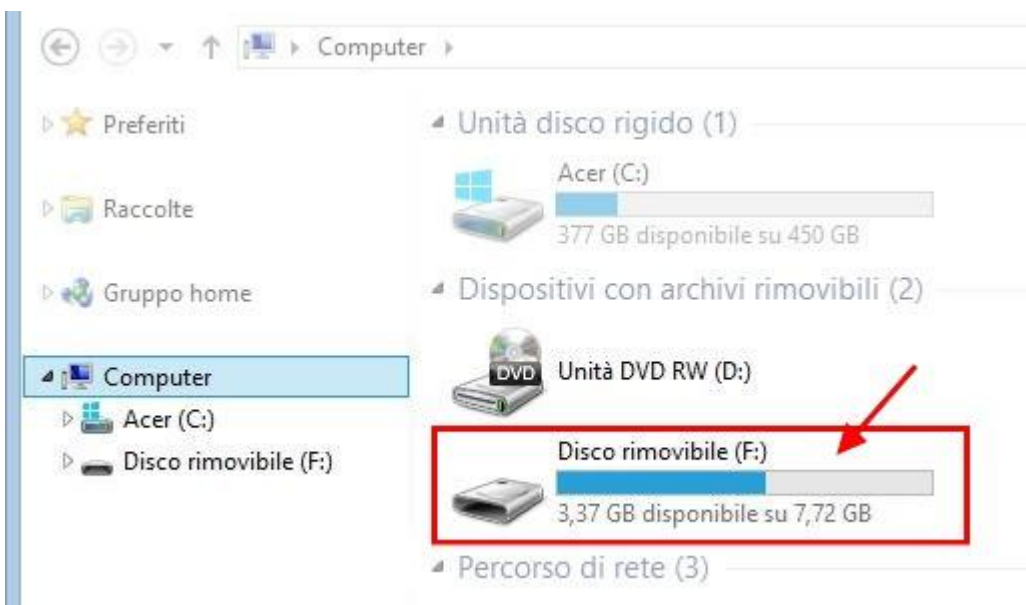 Computer
Preferiti
Raccolte
Gruppo home
Computer
Acer (C:)
Disco rimovibile (F:)
Unità disco rigido (1)
Acer (C:)
377 GB disponibile su 450 GB
Dispositivi con archivi rimovibili (2)
DVD
Unità DVD RW (D:)
Disco rimovibile (F:)
3,37 GB disponibile su 7,72 GB
Percorso di rete (3)